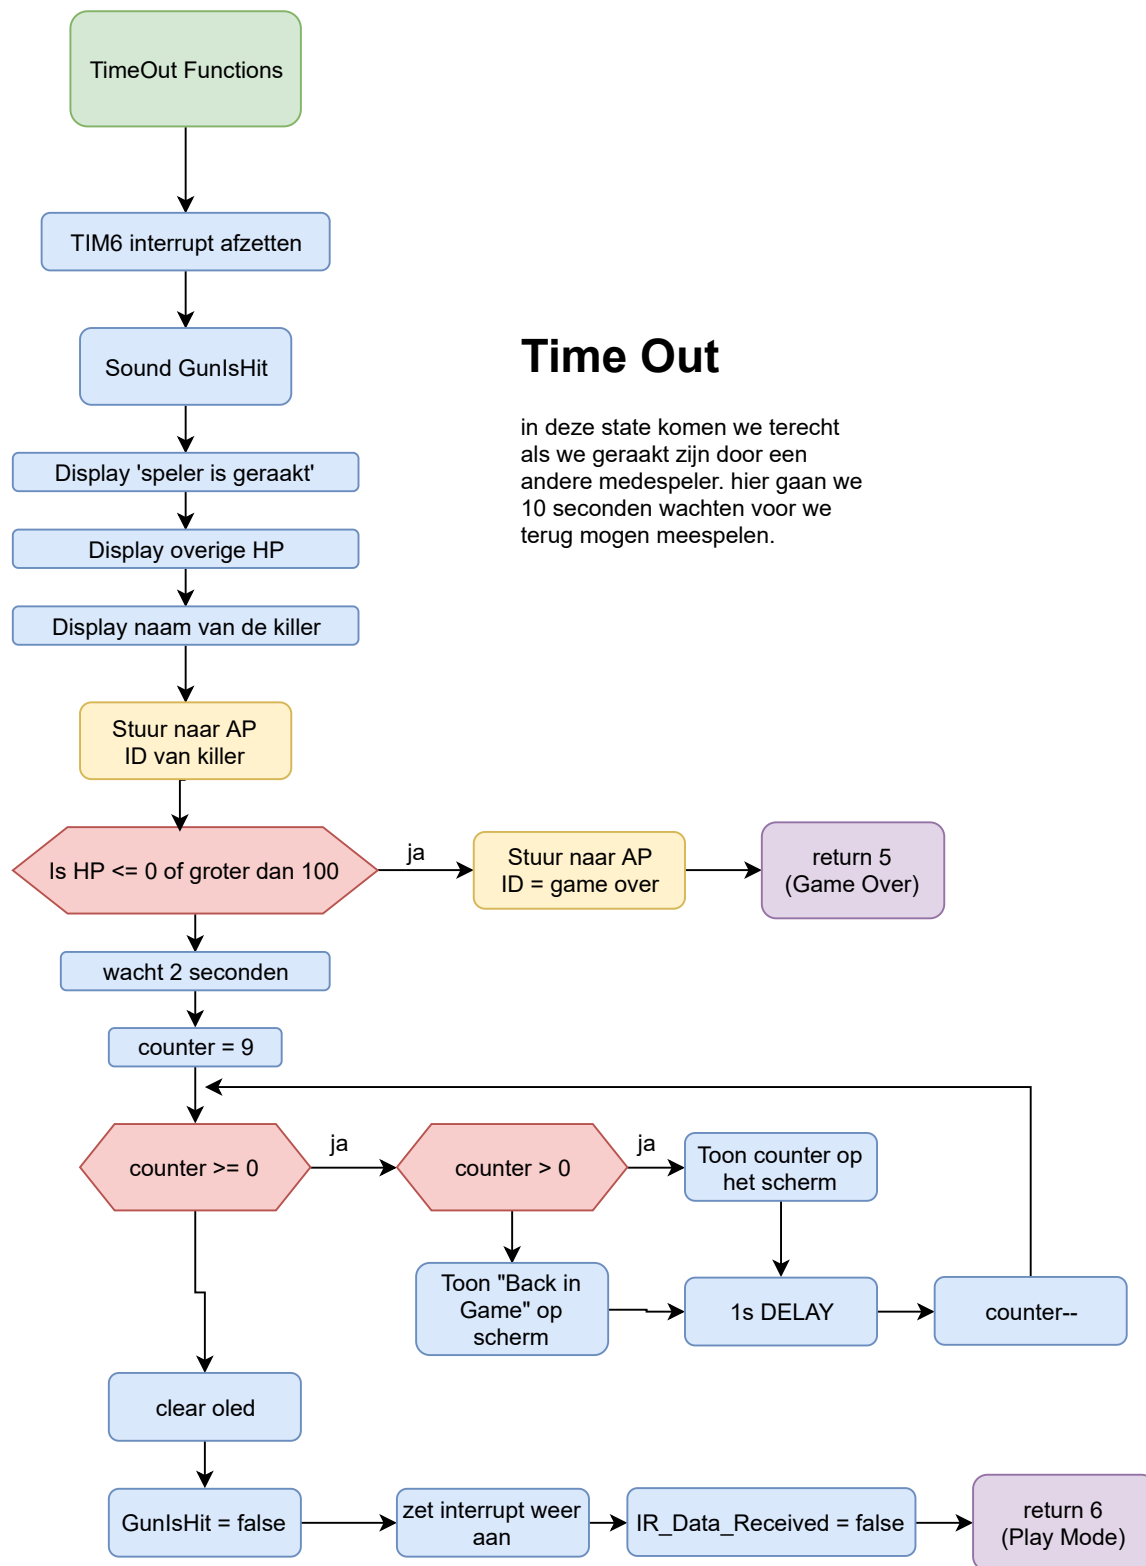 TimeOut Functions
TIM6 interrupt afzetten
Sound GunIsHit
Time Out
in deze state komen we terecht
als we geraakt zijn door een
andere medespeler. hier gaan we
10 seconden wachten voor we
terug mogen meespelen.
Display 'speler is geraakt'
Display overige HP
Display naam van de killer
Stuur naar AP
ID van killer
Is HP <= 0 of groter dan 100
ja
Stuur naar AP
ID = game over
return 5
(Game Over)
wacht 2 seconden
counter = 9
counter >= 0
ja
counter > 0
ja
Toon counter op
het scherm
Toon "Back in
Game" op
scherm
1s DELAY
counter--
clear oled
GunIsHit = false
zet interrupt weer
aan
IR_Data_Received = false
return 6
(Play Mode)